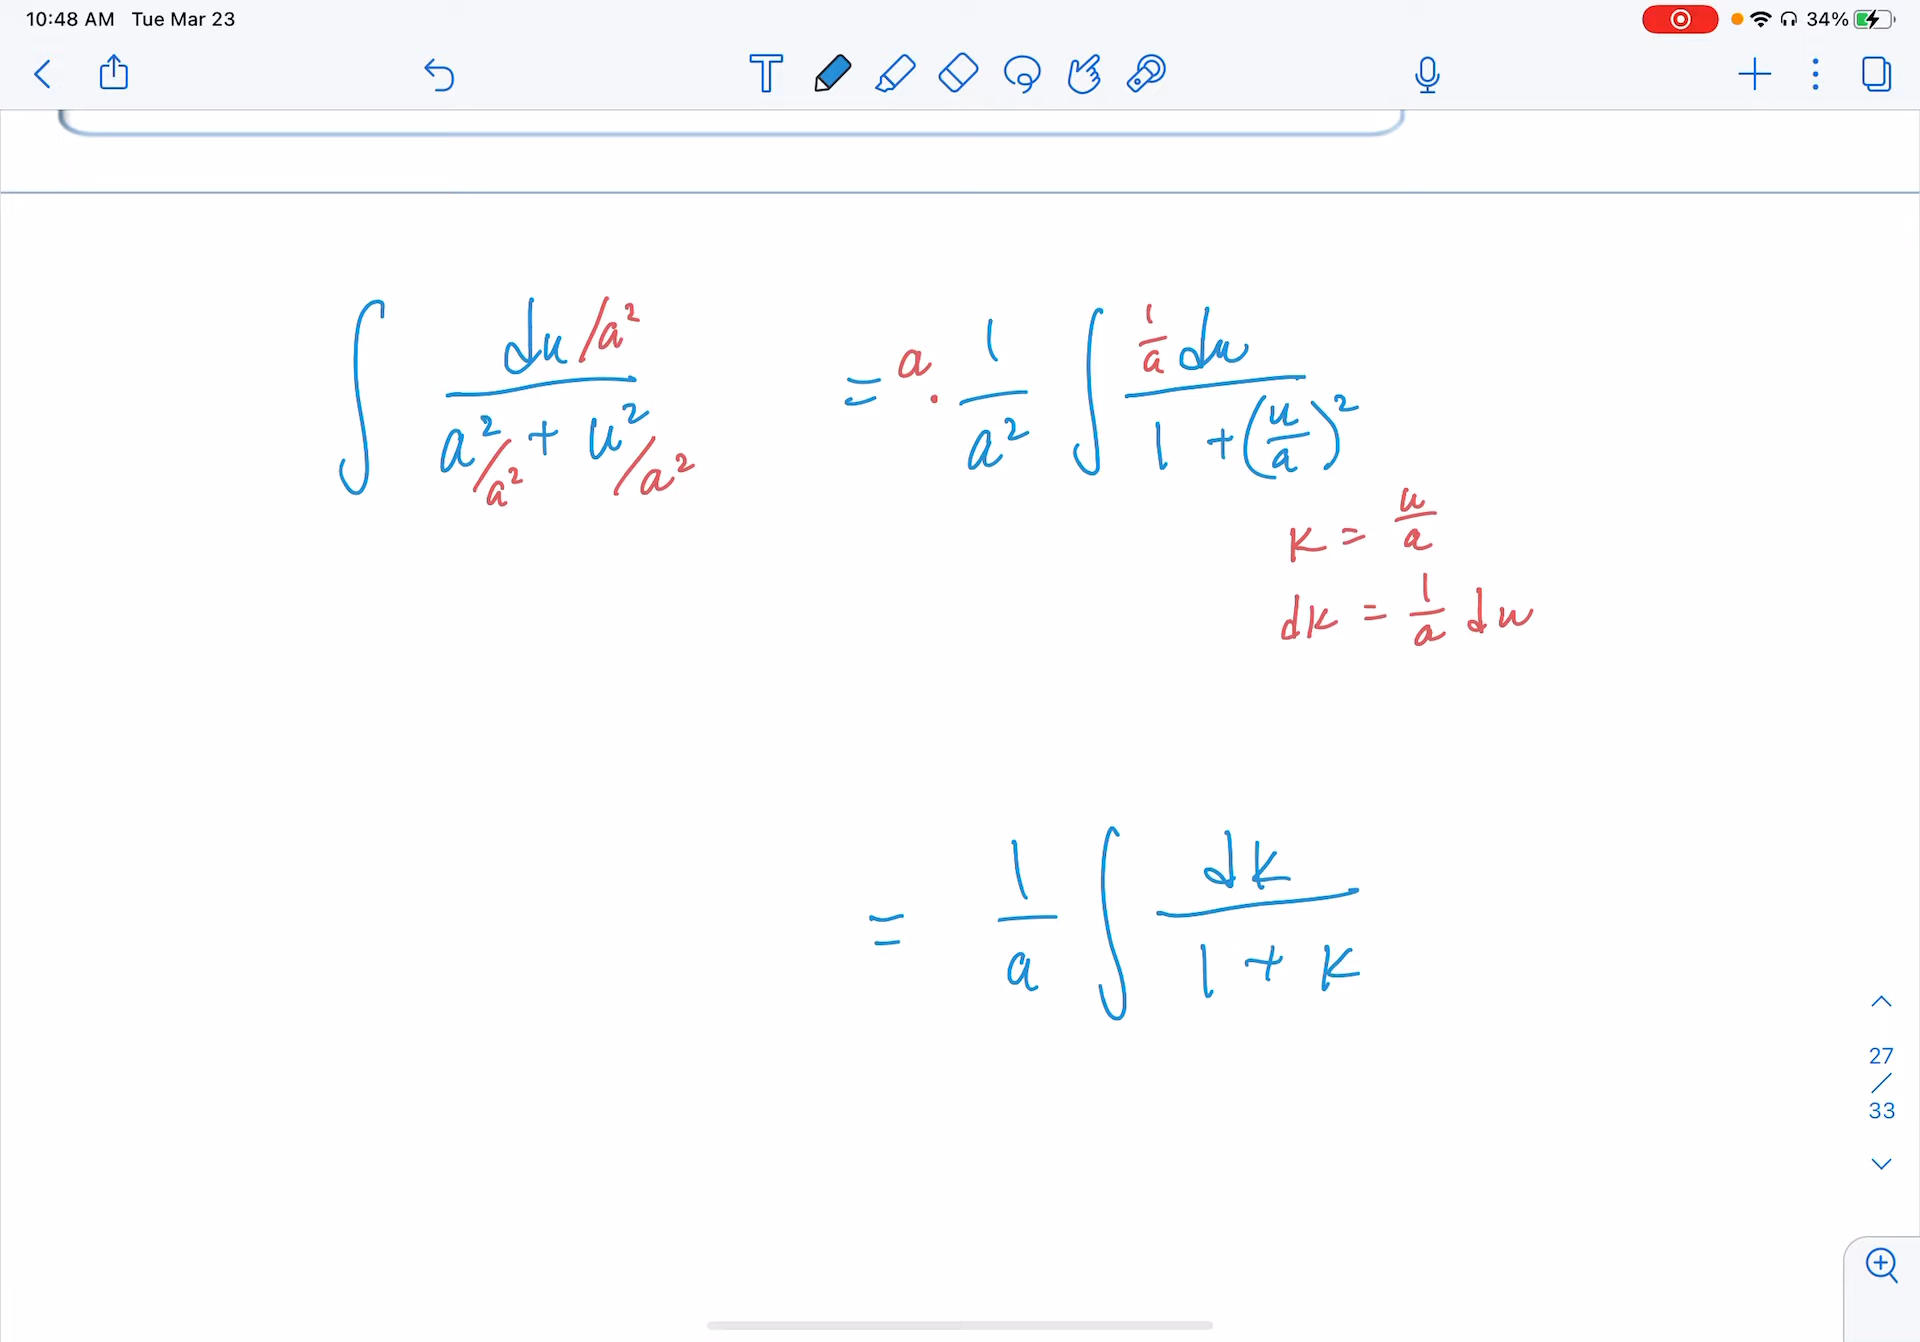 10:48 AM Tue Mar 23
34%
∫ du/a² / (a²/a² + u²/a²) = a · 1/a² ∫ 1/a du / (1 + (u/a)²)
K = u/a
dK = 1/a du
= 1/a ∫ dK / (1 + K
27
/
33